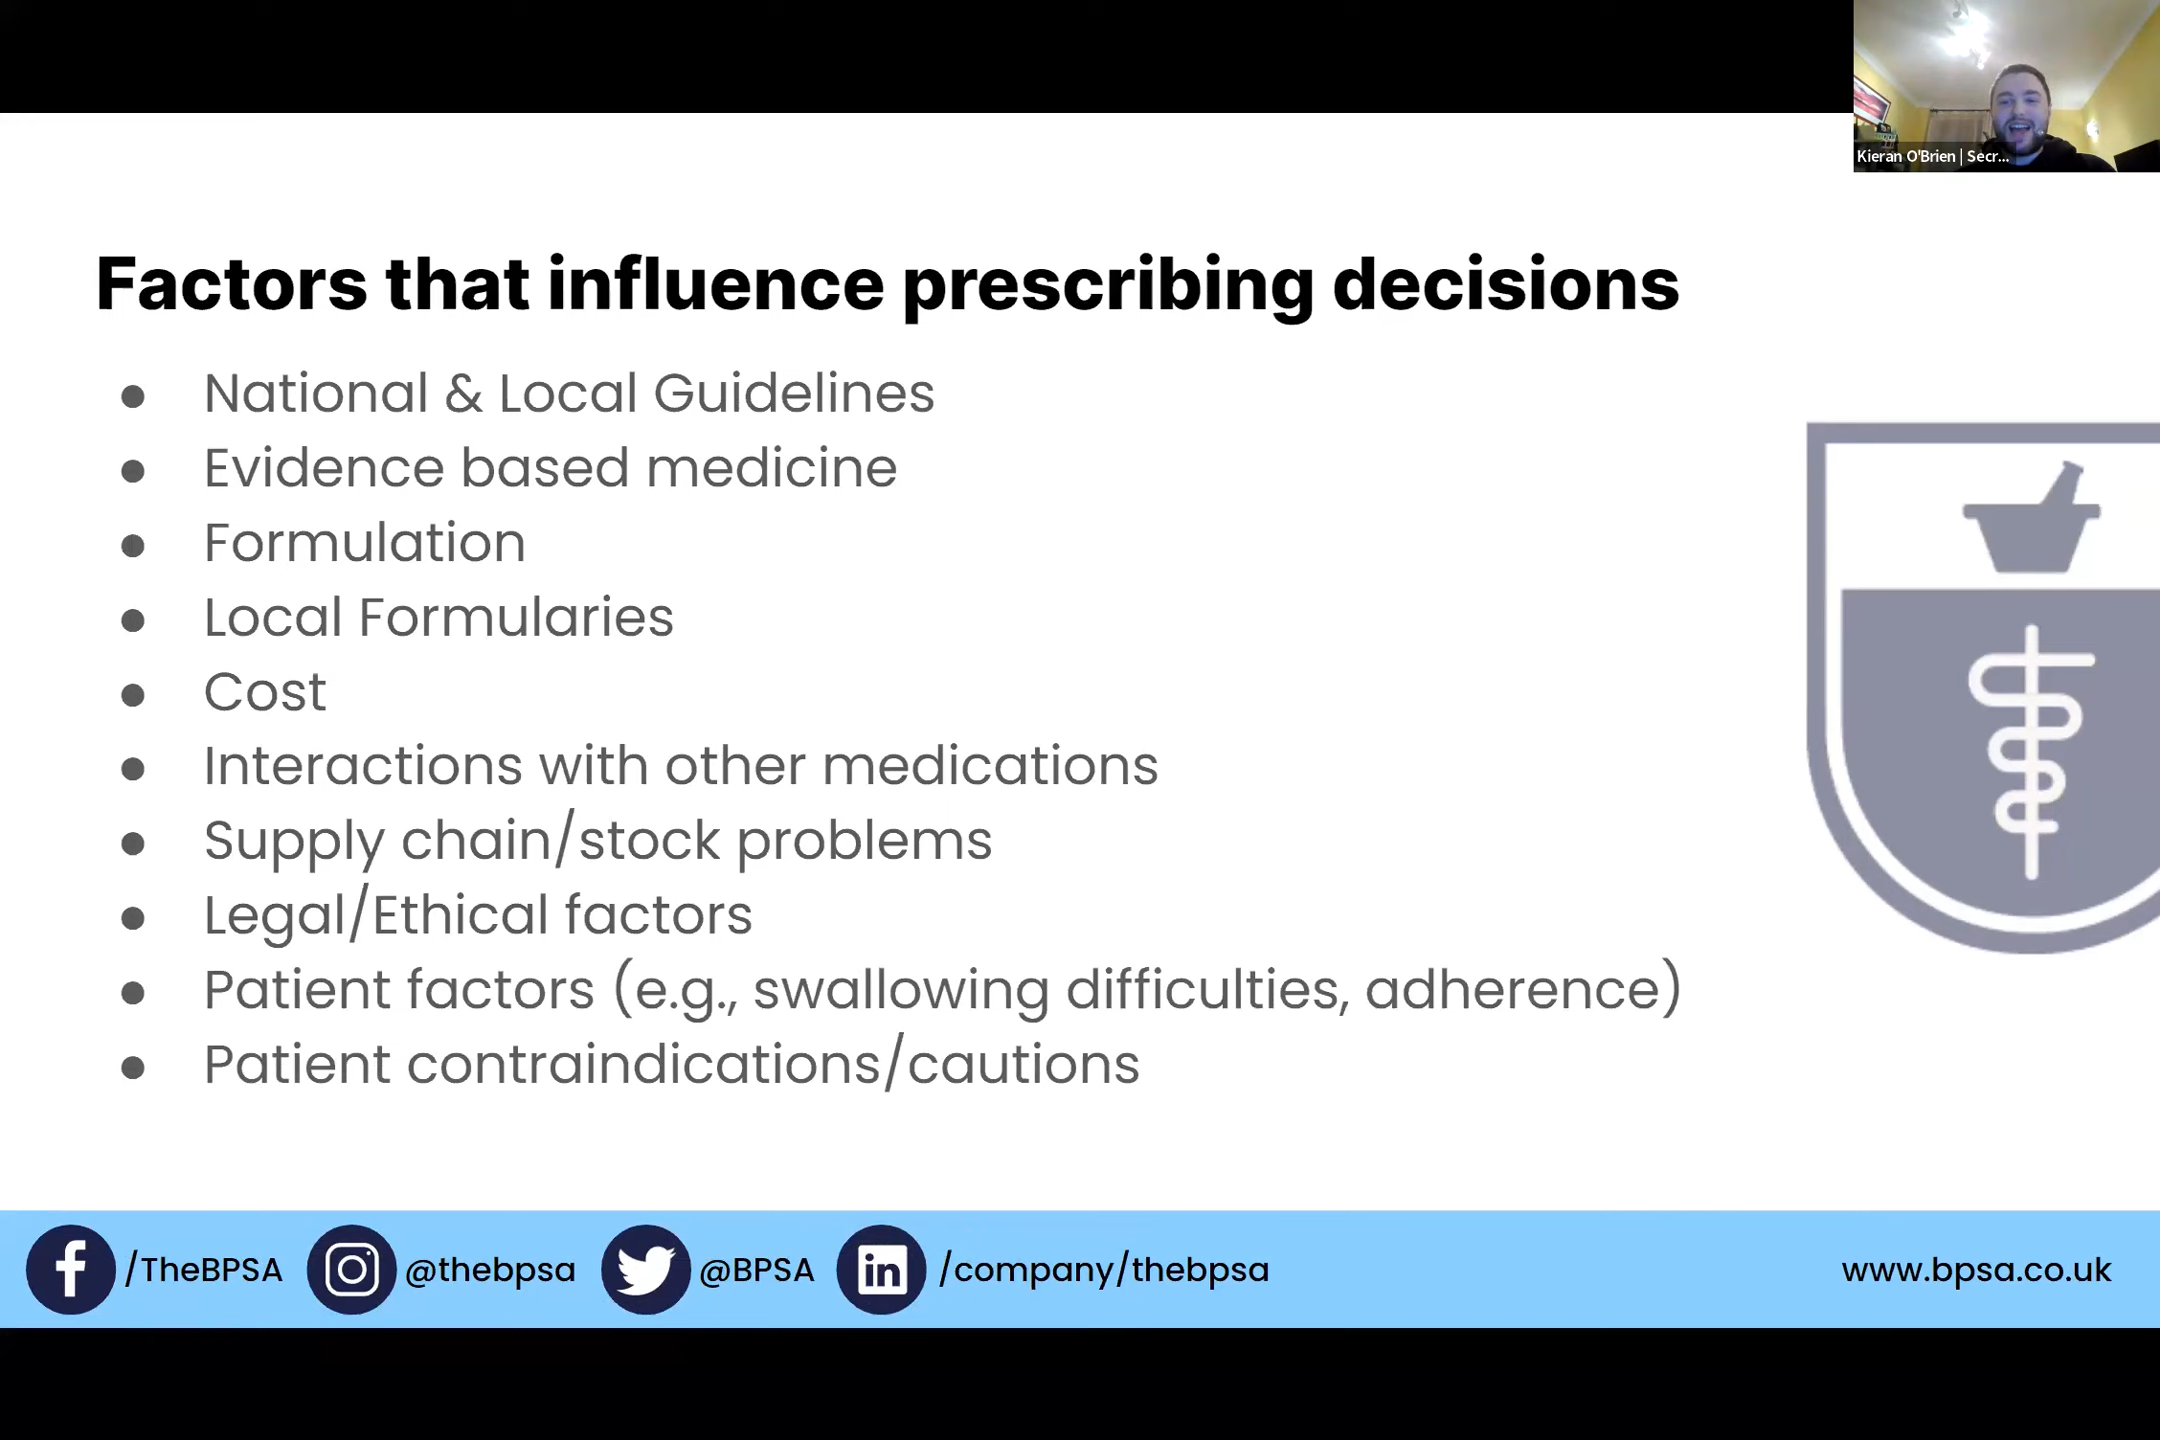 Kieran O'Brien | Secr...
Factors that influence prescribing decisions
● National & Local Guidelines
● Evidence based medicine
● Formulation
● Local Formularies
● Cost
● Interactions with other medications
● Supply chain/stock problems
● Legal/Ethical factors
● Patient factors (e.g., swallowing difficulties, adherence)
● Patient contraindications/cautions
/TheBPSA @thebpsa @BPSA /company/thebpsa www.bpsa.co.uk